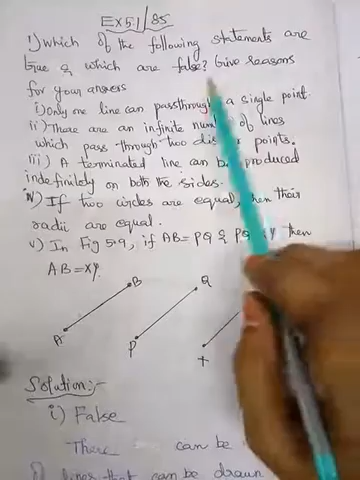 Ex 5.1/85
1) Which of the following statements are
true & which are false? Give reasons
for your answers
i) Only one line can pass through a single point.
ii) There are an infinite of lines
which pass through two points.
iii) A terminated line can produced
indefinitely on both the sides.
iv) If two circles are equal, then their
radii are equal.
v) In Fig 5.9, if AB = PQ & then
AB = XY.
A B P Q
Solution:-
i) False
There can be
of lines that can be drawn